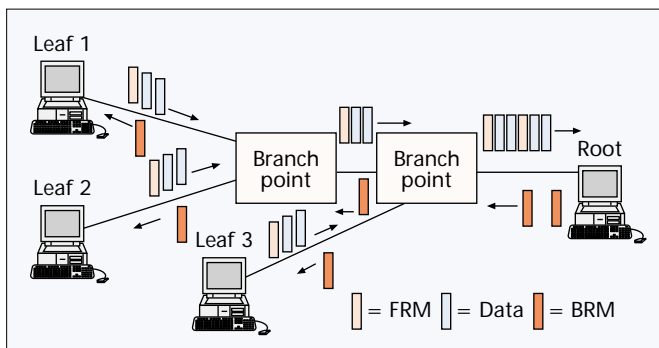 Leaf 1
Leaf 2
Leaf 3
Branch
point
Branch
point
Root
= FRM = Data = BRM